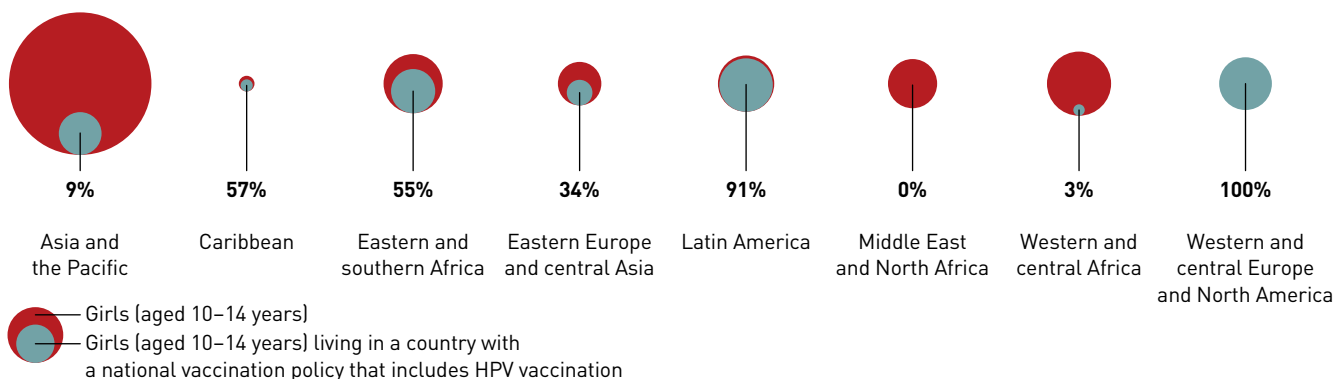 9%
57%
55%
34%
91%
0%
3%
100%
Asia and
the Pacific
Caribbean
Eastern and
southern Africa
Eastern Europe
and central Asia
Latin America
Middle East
and North Africa
Western and
central Africa
Western and
central Europe
and North America
Girls (aged 10–14 years)
Girls (aged 10–14 years) living in a country with
a national vaccination policy that includes HPV vaccination